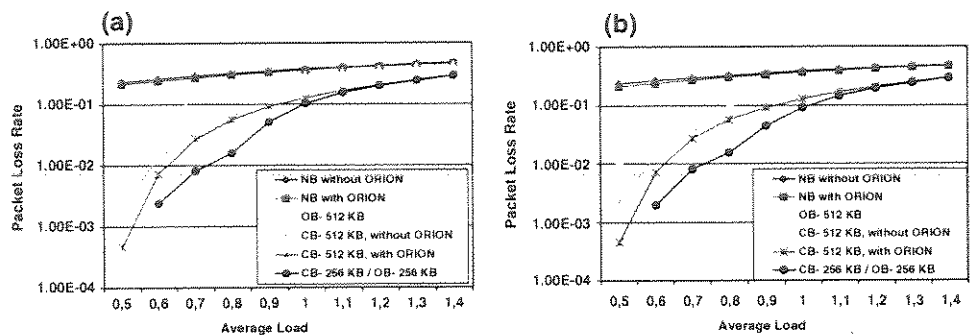 (a)
Packet Loss Rate
1.00E+00
1.00E-01
1.00E-02
1.00E-03
1.00E-04
NB without ORION
NB with ORION
OB- 512 KB
CB- 512 KB, without ORION
CB- 512 KB, with ORION
CB- 256 KB / OB- 256 KB
0,5 0,6 0,7 0,8 0,9 1 1,1 1,2 1,3 1,4
Average Load
(b)
Packet Loss Rate
1.00E+00
1.00E-01
1.00E-02
1.00E-03
1.00E-04
NB without ORION
NB with ORION
OB- 512 KB
CB- 512 KB, without ORION
CB- 512 KB, with ORION
CB- 256 KB / OB- 256 KB
0,5 0,6 0,7 0,8 0,9 1 1,1 1,2 1,3 1,4
Average Load